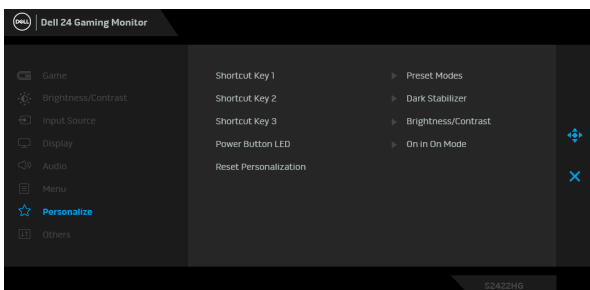 DELL Dell 24 Gaming Monitor
Game
Shortcut Key 1 Preset Modes
Brightness/Contrast
Shortcut Key 2 Dark Stabilizer
Input Source
Shortcut Key 3 Brightness/Contrast
Display
Power Button LED On in On Mode
Audio
Reset Personalization
Menu
Personalize
Others
S2422HG